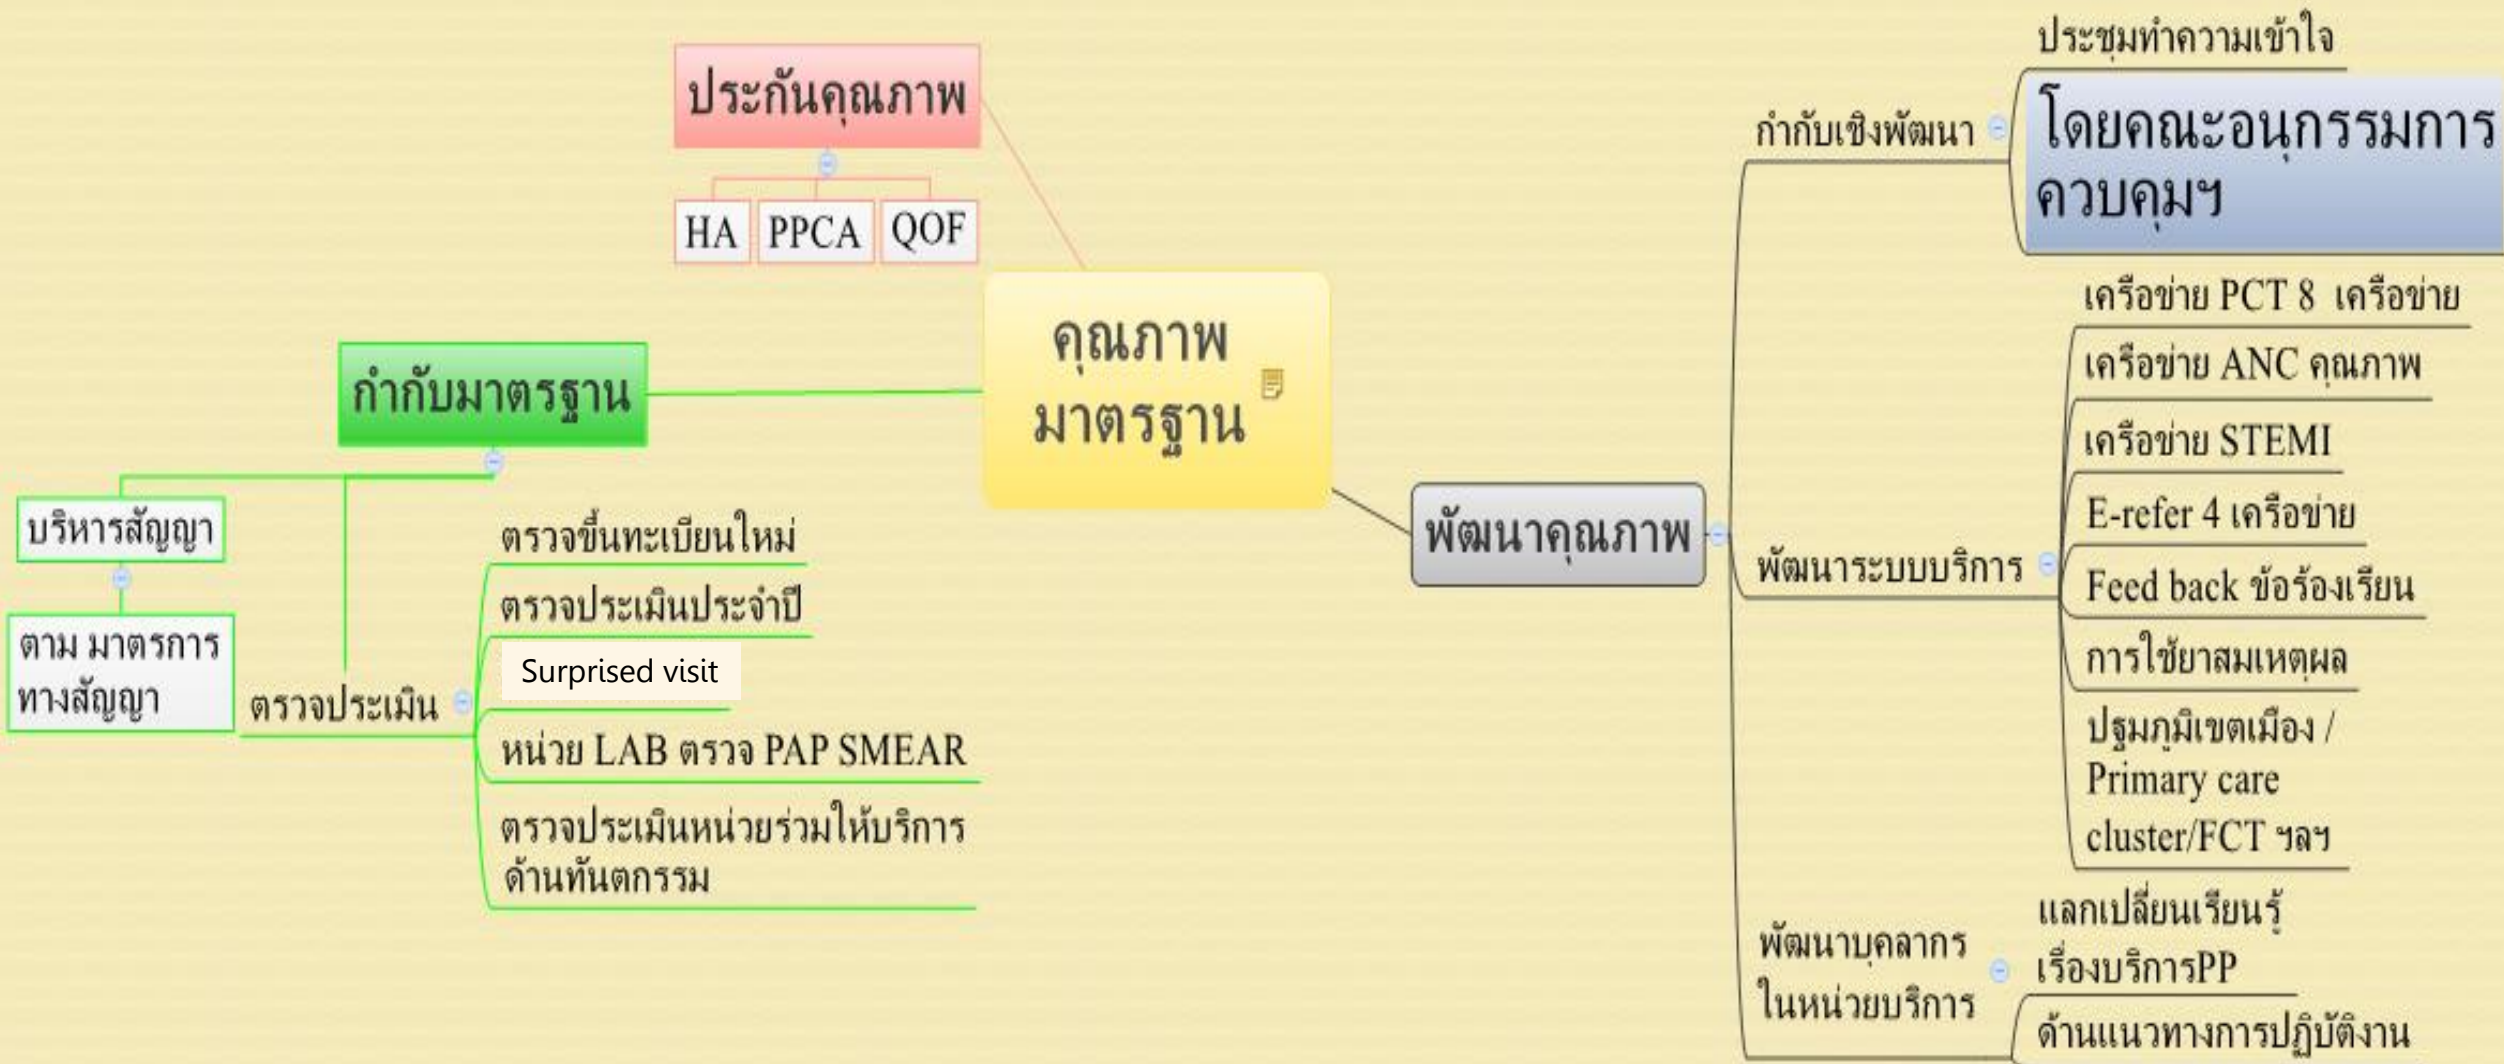 ประกันคุณภาพ
HA
PPCA
QOF
คุณภาพ
มาตรฐาน
กำกับมาตรฐาน
บริหารสัญญา
ตาม มาตรการ
ทางสัญญา
ตรวจประเมิน
ตรวจขึ้นทะเบียนใหม่
ตรวจประเมินประจำปี
Surprised visit
หน่วย LAB ตรวจ PAP SMEAR
ตรวจประเมินหน่วยร่วมให้บริการ
ด้านทันตกรรม
พัฒนาคุณภาพ
กำกับเชิงพัฒนา
ประชุมทำความเข้าใจ
โดยคณะอนุกรรมการ
ควบคุมฯ
พัฒนาระบบบริการ
เครือข่าย PCT 8 เครือข่าย
เครือข่าย ANC คุณภาพ
เครือข่าย STEMI
E-refer 4 เครือข่าย
Feed back ข้อร้องเรียน
การใช้ยาสมเหตุผล
ปฐมภูมิเขตเมือง /
Primary care
cluster/FCT ฯลฯ
พัฒนาบุคลากร
ในหน่วยบริการ
แลกเปลี่ยนเรียนรู้
เรื่องบริการPP
ด้านแนวทางการปฏิบัติงาน